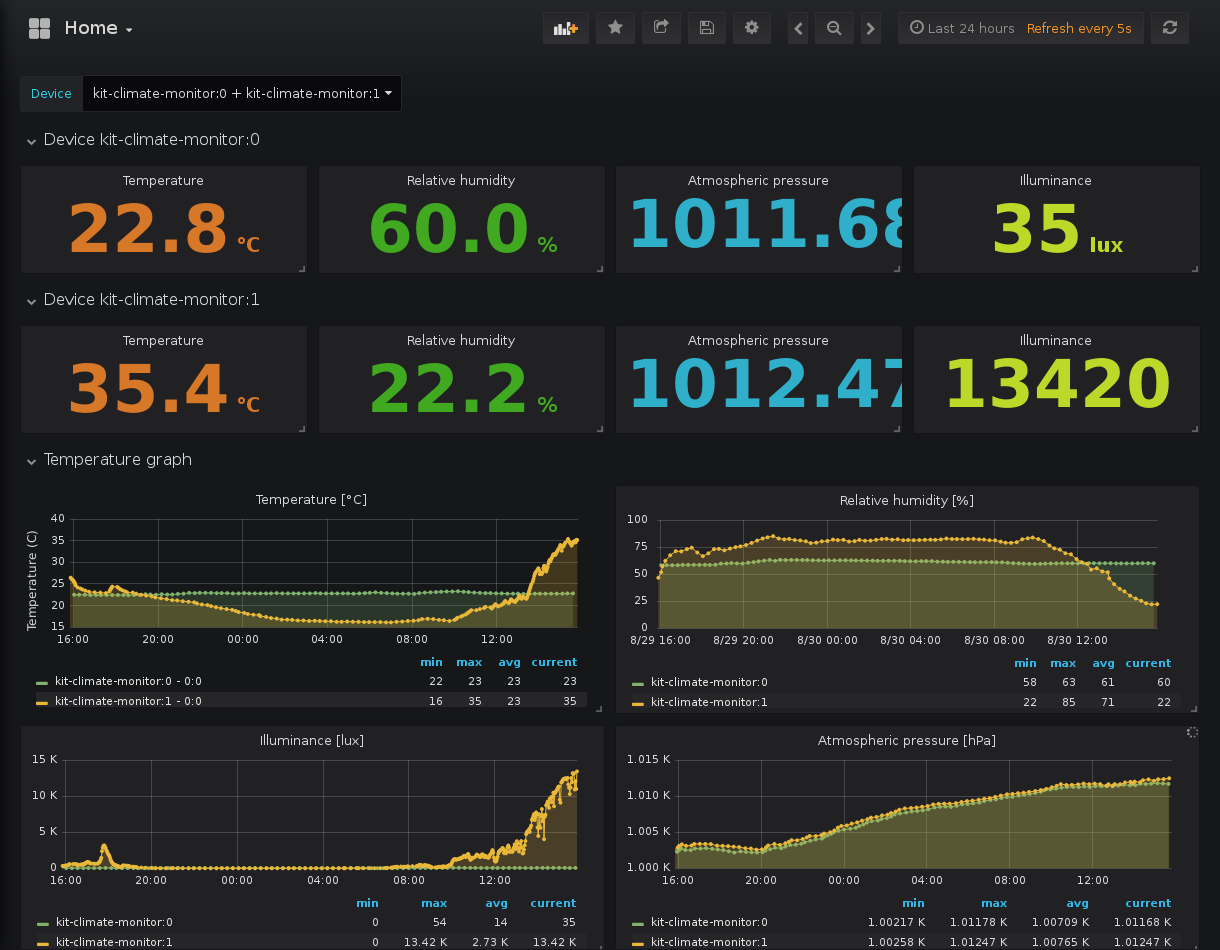 Home
Last 24 hours Refresh every 5s
Device kit-climate-monitor:0 + kit-climate-monitor:1
Device kit-climate-monitor:0
Temperature Relative humidity Atmospheric pressure Illuminance
22.8 °C 60.0 % 1011.68 35 lux
Device kit-climate-monitor:1
Temperature Relative humidity Atmospheric pressure Illuminance
35.4 °C 22.2 % 1012.47 13420
Temperature graph
Temperature [°C]
Temperature (C)
40
35
30
25
20
15
16:00 20:00 00:00 04:00 08:00 12:00
min max avg current
kit-climate-monitor:0 - 0:0 22 23 23 23
kit-climate-monitor:1 - 0:0 16 35 23 35
Relative humidity [%]
100
75
50
25
0
8/29 16:00 8/29 20:00 8/30 00:00 8/30 04:00 8/30 08:00 8/30 12:00
min max avg current
kit-climate-monitor:0 58 63 61 60
kit-climate-monitor:1 22 85 71 22
Illuminance [lux]
15 K
10 K
5 K
0
16:00 20:00 00:00 04:00 08:00 12:00
min max avg current
kit-climate-monitor:0 0 54 14 35
kit-climate-monitor:1 0 13.42 K 2.73 K 13.42 K
Atmospheric pressure [hPa]
1.015 K
1.010 K
1.005 K
1.000 K
16:00 20:00 00:00 04:00 08:00 12:00
min max avg current
kit-climate-monitor:0 1.00217 K 1.01178 K 1.00709 K 1.01168 K
kit-climate-monitor:1 1.00258 K 1.01247 K 1.00765 K 1.01247 K